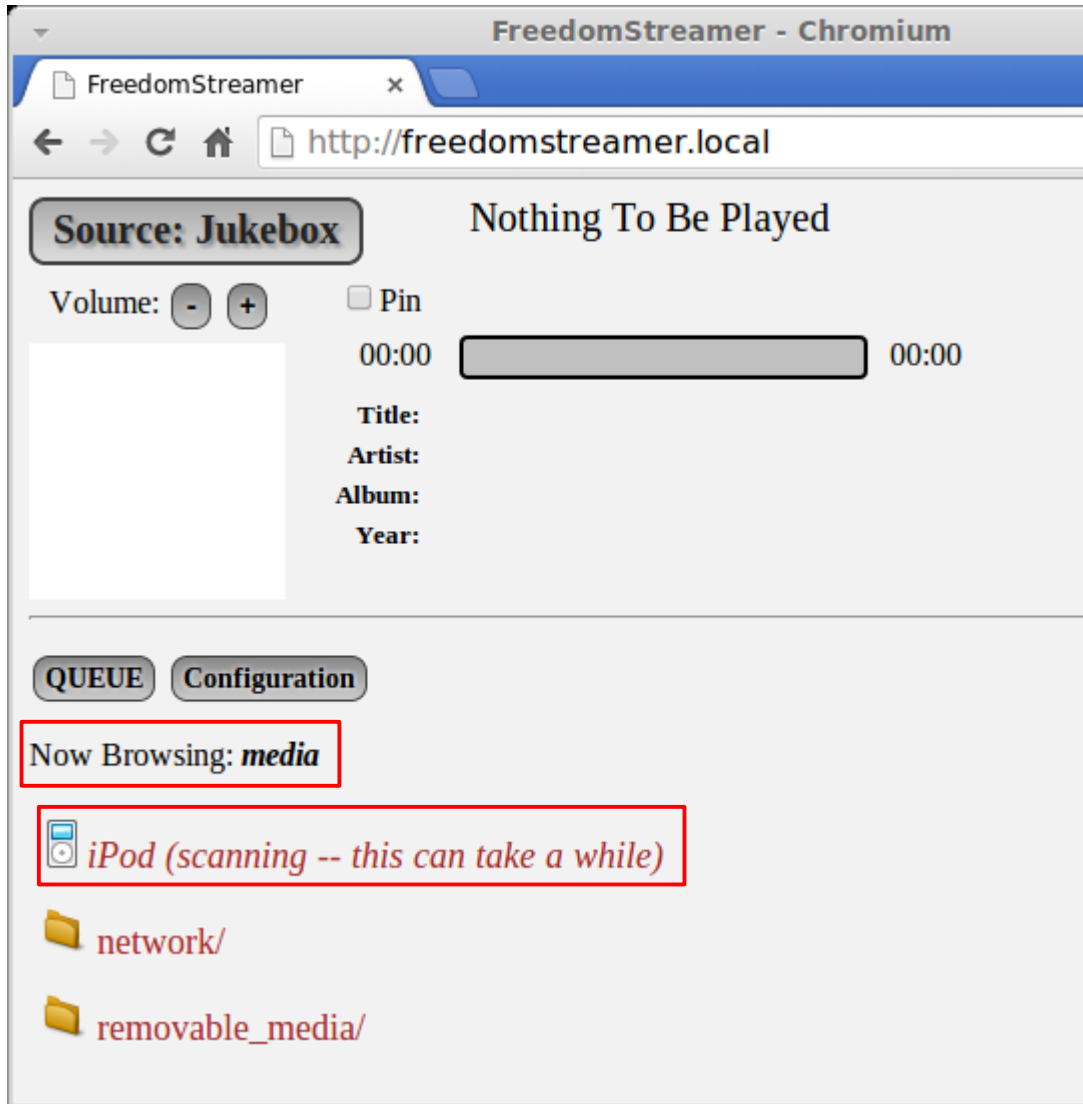 FreedomStreamer - Chromium
FreedomStreamer
http://freedomstreamer.local
Source: Jukebox
Nothing To Be Played
Volume: - +
Pin
00:00 00:00
Title:
Artist:
Album:
Year:
QUEUE Configuration
Now Browsing: media
iPod (scanning -- this can take a while)
network/
removable_media/